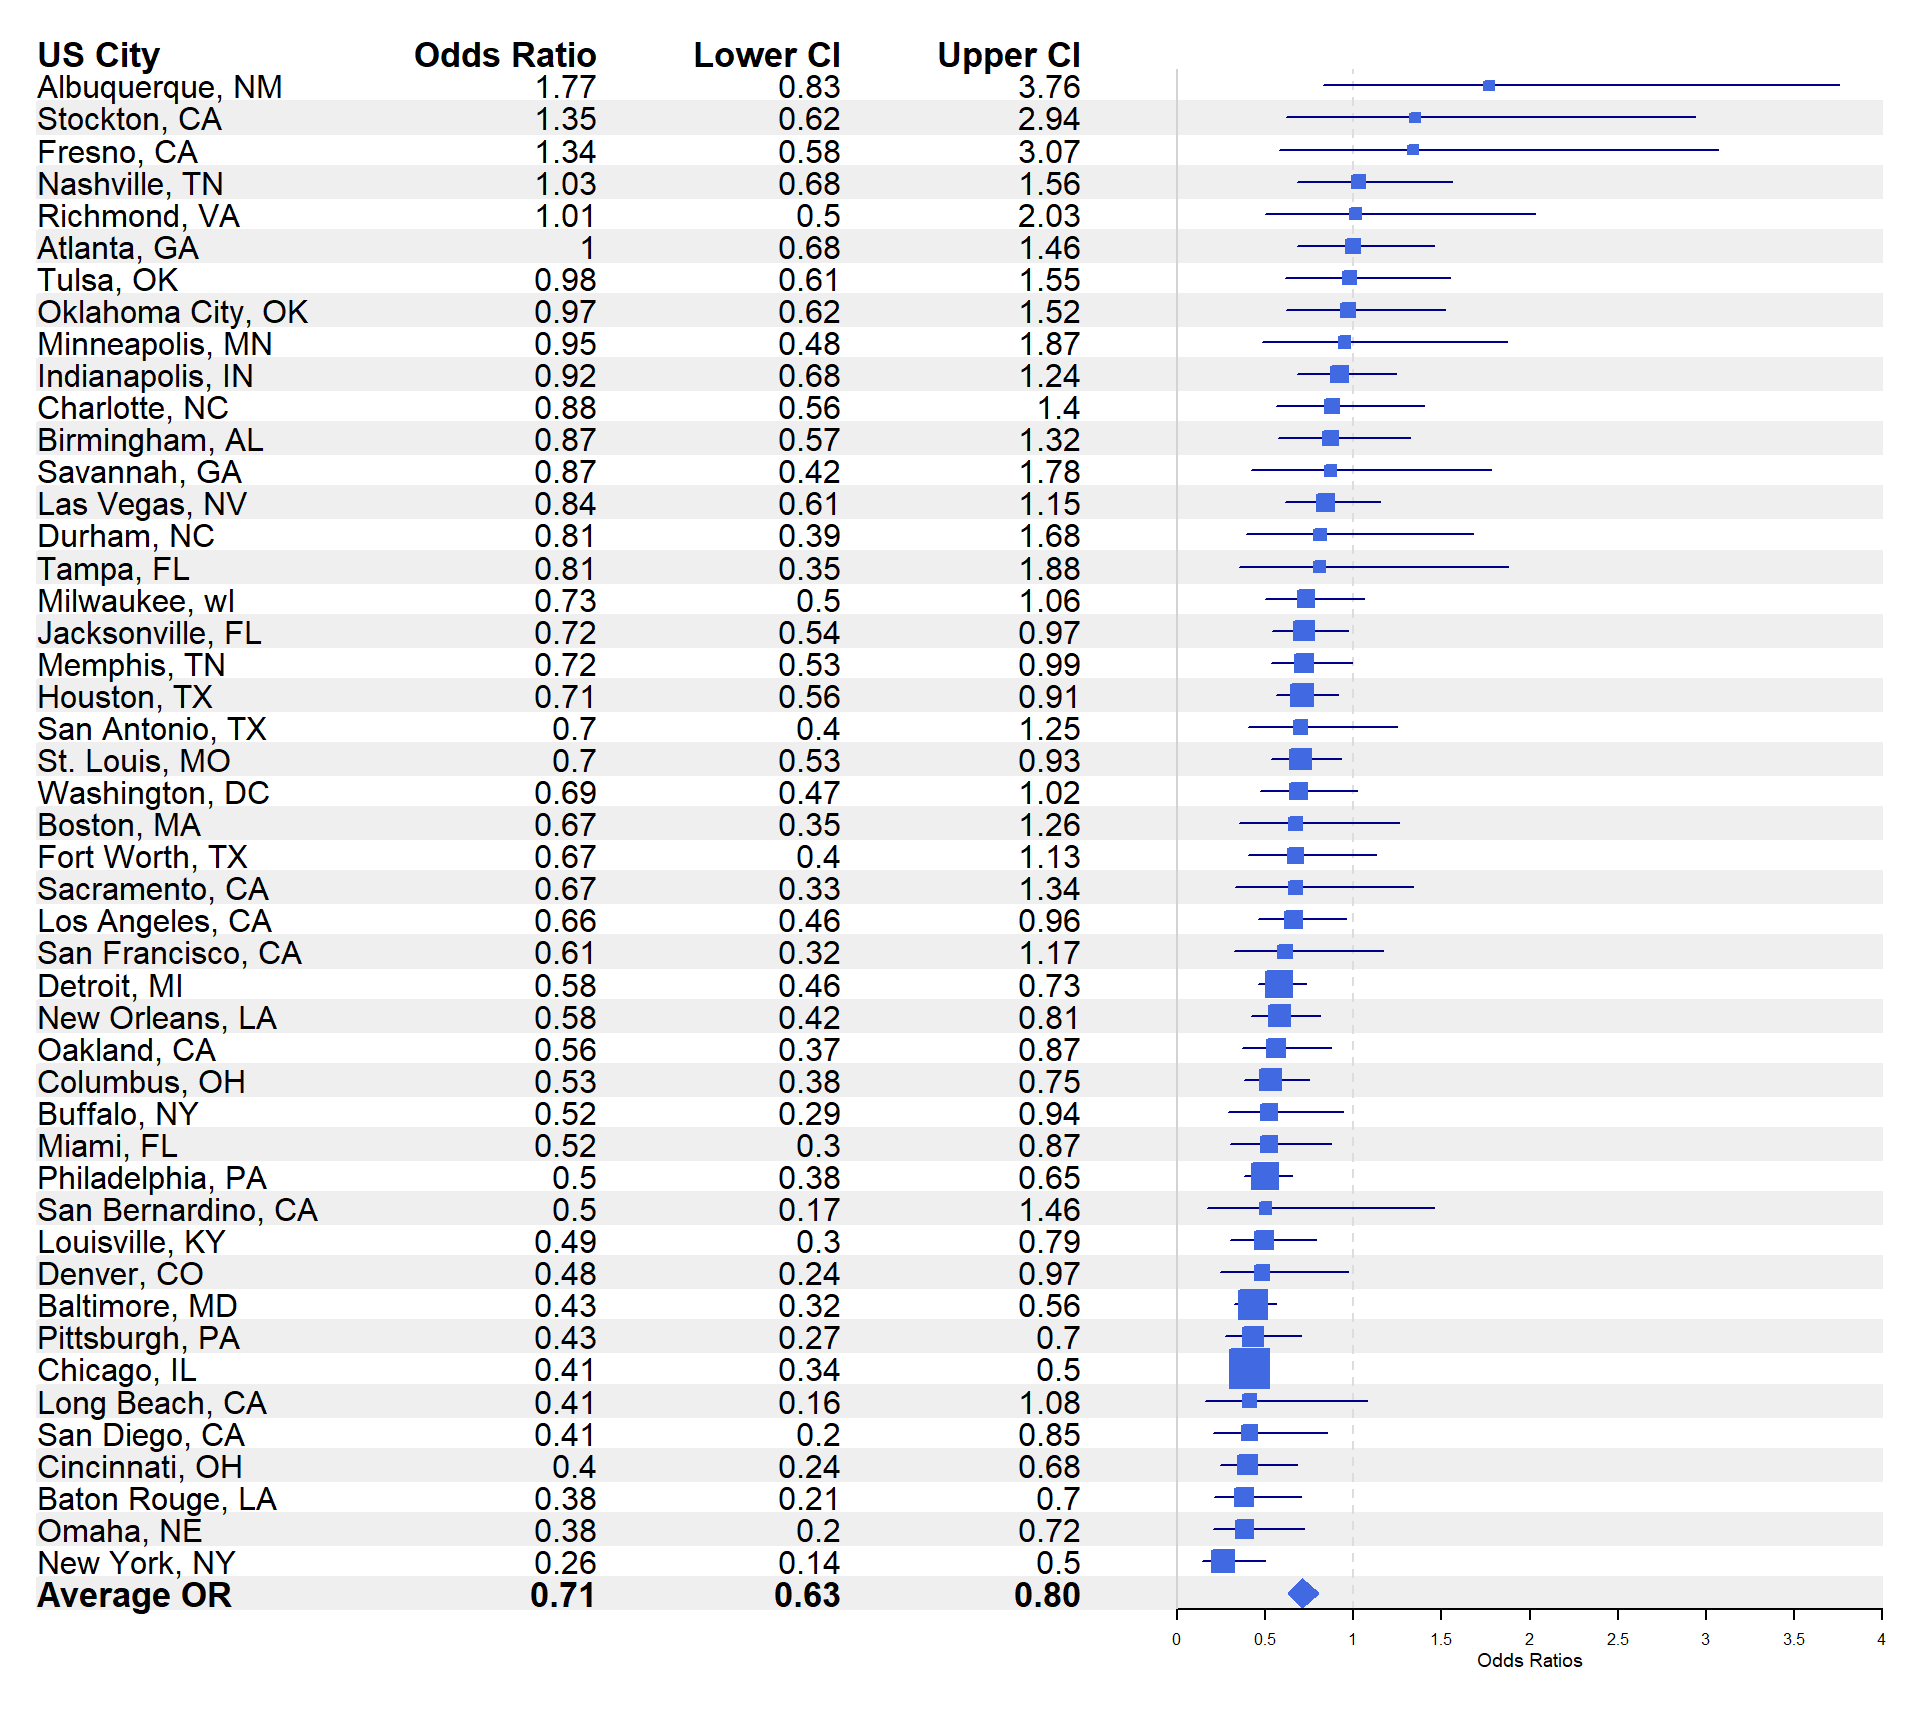 US City Odds Ratio Lower CI Upper CI
Albuquerque, NM 1.77 0.83 3.76
Stockton, CA 1.35 0.62 2.94
Fresno, CA 1.34 0.58 3.07
Nashville, TN 1.03 0.68 1.56
Richmond, VA 1.01 0.5 2.03
Atlanta, GA 1 0.68 1.46
Tulsa, OK 0.98 0.61 1.55
Oklahoma City, OK 0.97 0.62 1.52
Minneapolis, MN 0.95 0.48 1.87
Indianapolis, IN 0.92 0.68 1.24
Charlotte, NC 0.88 0.56 1.4
Birmingham, AL 0.87 0.57 1.32
Savannah, GA 0.87 0.42 1.78
Las Vegas, NV 0.84 0.61 1.15
Durham, NC 0.81 0.39 1.68
Tampa, FL 0.81 0.35 1.88
Milwaukee, wI 0.73 0.5 1.06
Jacksonville, FL 0.72 0.54 0.97
Memphis, TN 0.72 0.53 0.99
Houston, TX 0.71 0.56 0.91
San Antonio, TX 0.7 0.4 1.25
St. Louis, MO 0.7 0.53 0.93
Washington, DC 0.69 0.47 1.02
Boston, MA 0.67 0.35 1.26
Fort Worth, TX 0.67 0.4 1.13
Sacramento, CA 0.67 0.33 1.34
Los Angeles, CA 0.66 0.46 0.96
San Francisco, CA 0.61 0.32 1.17
Detroit, MI 0.58 0.46 0.73
New Orleans, LA 0.58 0.42 0.81
Oakland, CA 0.56 0.37 0.87
Columbus, OH 0.53 0.38 0.75
Buffalo, NY 0.52 0.29 0.94
Miami, FL 0.52 0.3 0.87
Philadelphia, PA 0.5 0.38 0.65
San Bernardino, CA 0.5 0.17 1.46
Louisville, KY 0.49 0.3 0.79
Denver, CO 0.48 0.24 0.97
Baltimore, MD 0.43 0.32 0.56
Pittsburgh, PA 0.43 0.27 0.7
Chicago, IL 0.41 0.34 0.5
Long Beach, CA 0.41 0.16 1.08
San Diego, CA 0.41 0.2 0.85
Cincinnati, OH 0.4 0.24 0.68
Baton Rouge, LA 0.38 0.21 0.7
Omaha, NE 0.38 0.2 0.72
New York, NY 0.26 0.14 0.5
Average OR 0.71 0.63 0.80
0 0.5 1 1.5 2 2.5 3 3.5 4
Odds Ratios